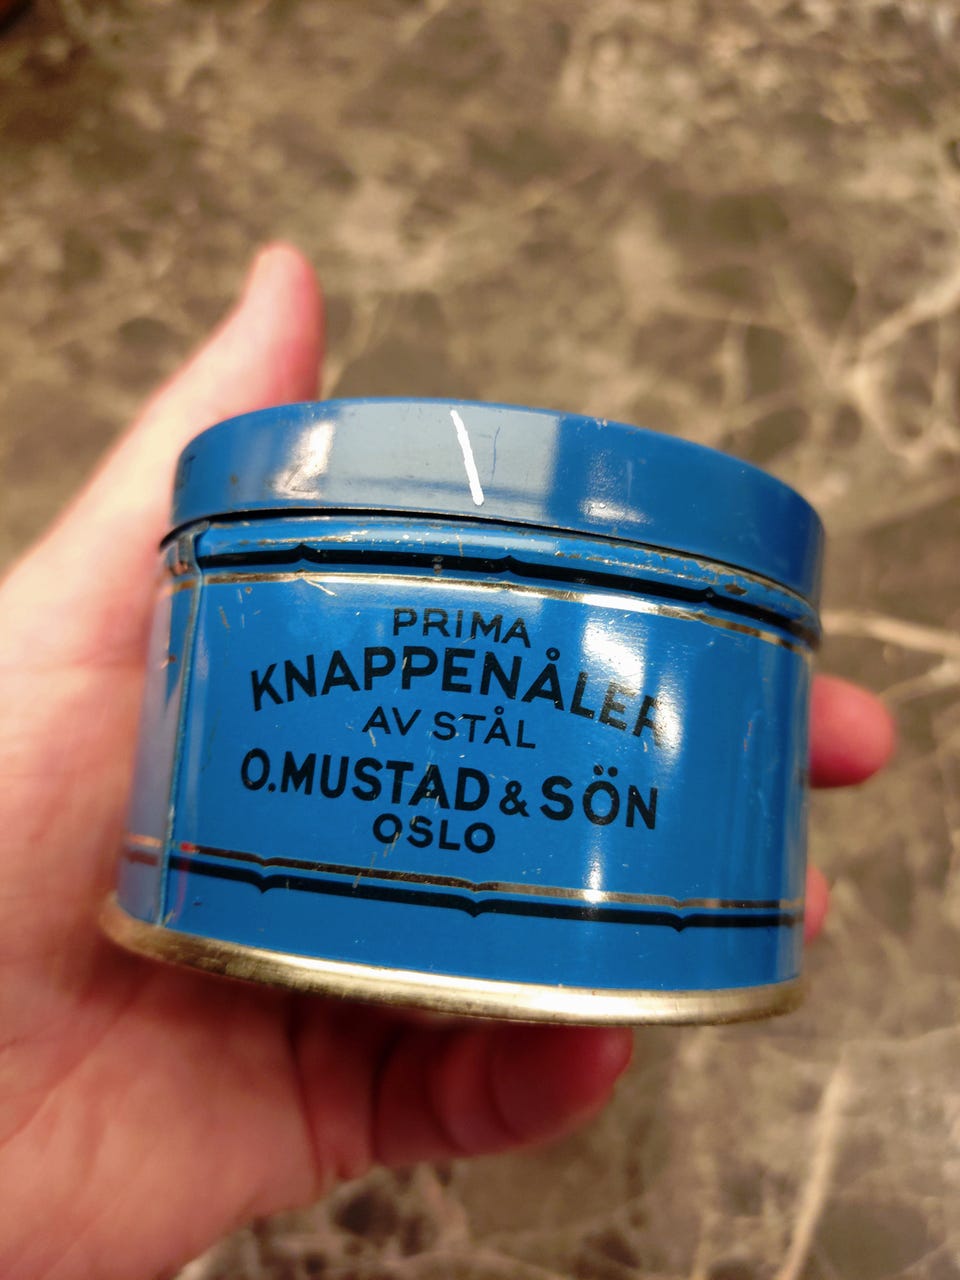 PRIMA
KNAPPENÅLER
AV STÅL
O.MUSTAD & SÖN
OSLO